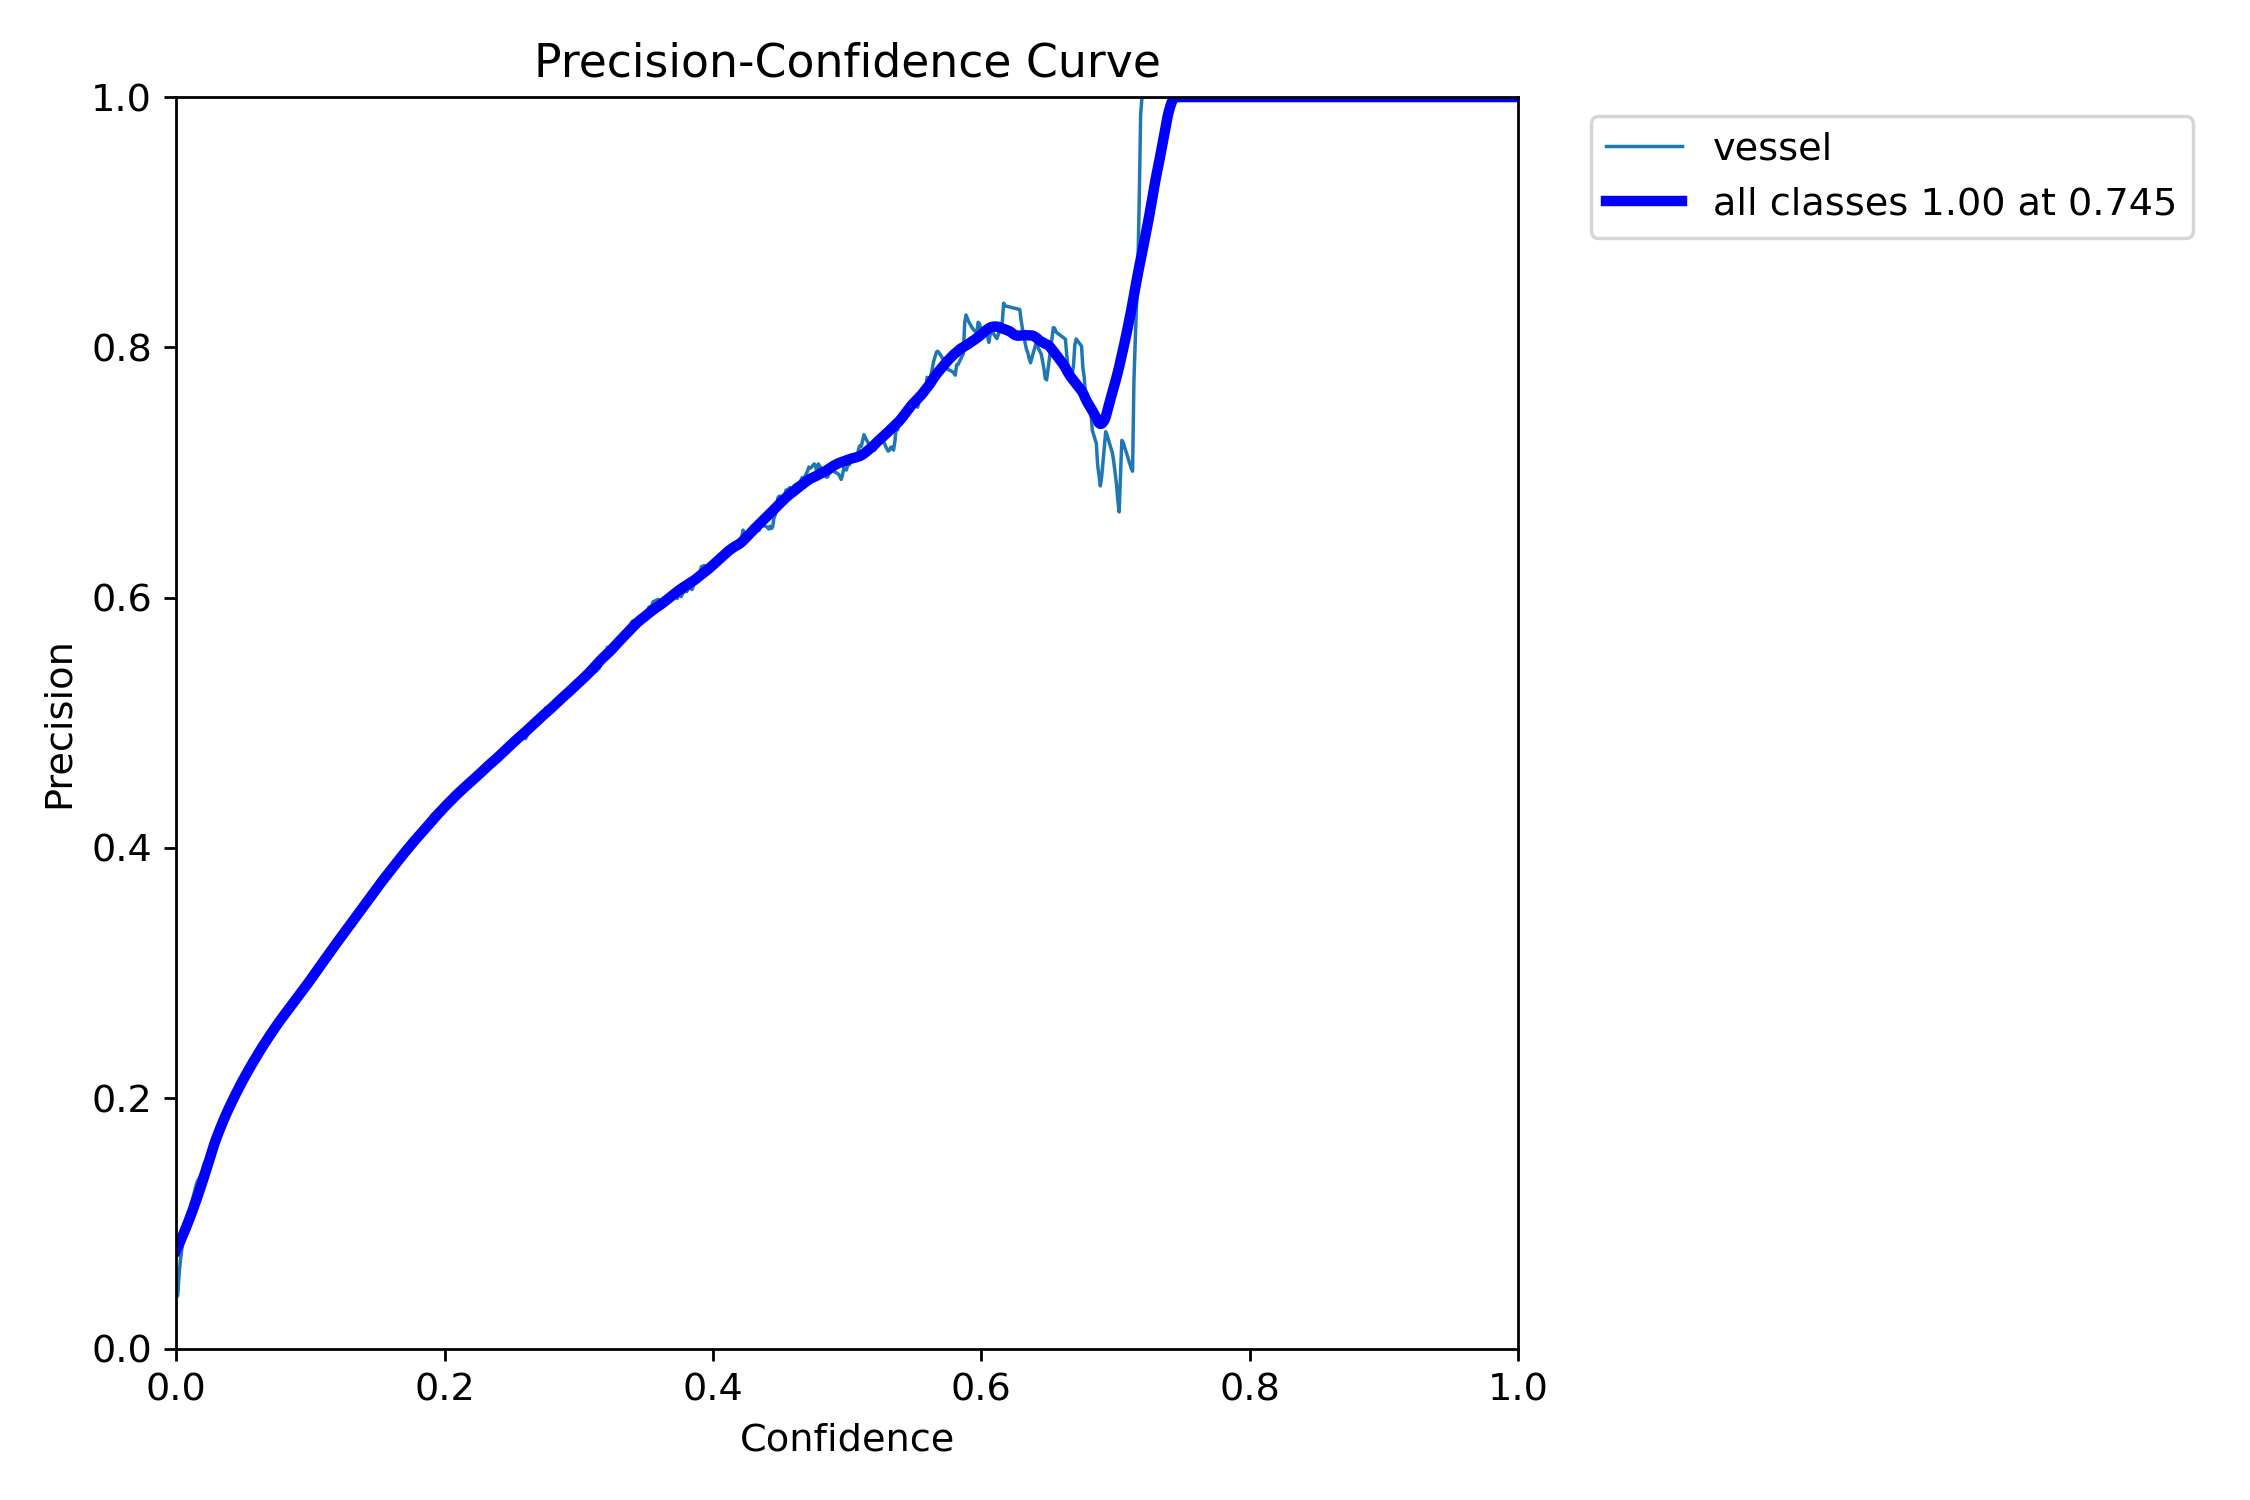 Precision-Confidence Curve
1.0
0.8
0.6
0.4
0.2
0.0
Precision
0.0 0.2 0.4 0.6 0.8 1.0
Confidence
vessel
all classes 1.00 at 0.745